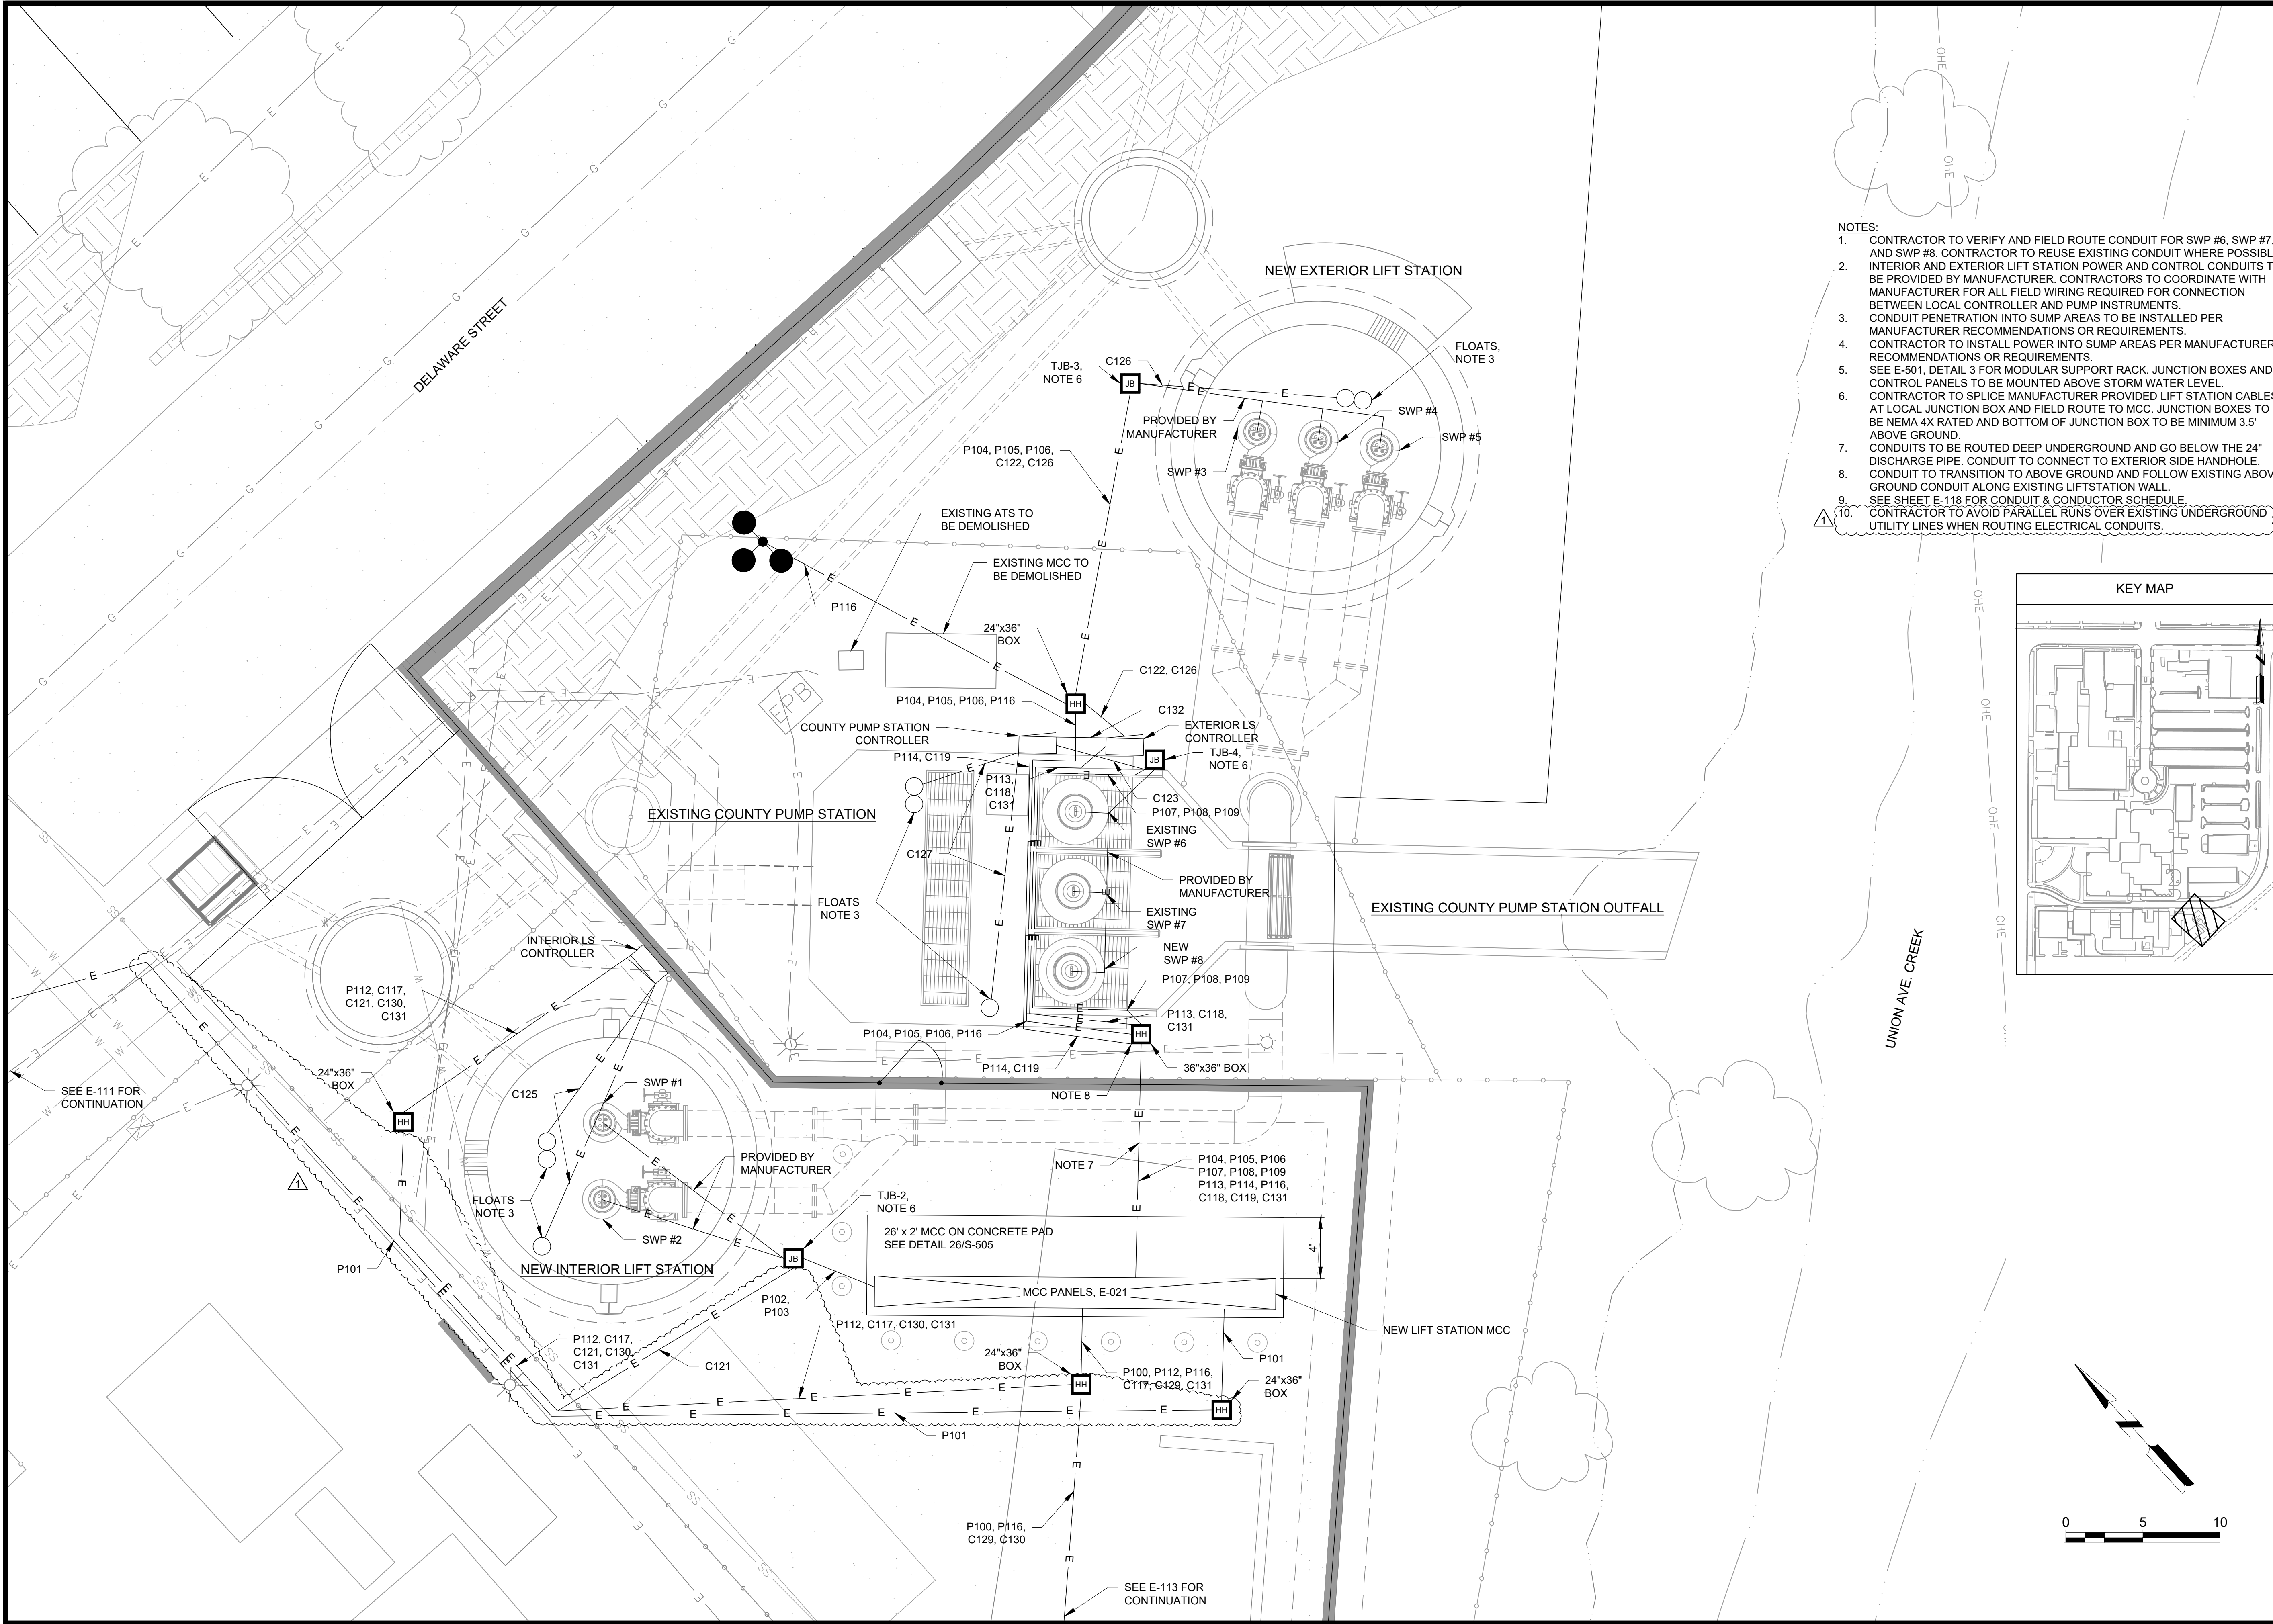 NOTES:
1. CONTRACTOR TO VERIFY AND FIELD ROUTE CONDUIT FOR SWP #6, SWP #7,
AND SWP #8. CONTRACTOR TO REUSE EXISTING CONDUIT WHERE POSSIBL
2. INTERIOR AND EXTERIOR LIFT STATION POWER AND CONTROL CONDUITS T
BE PROVIDED BY MANUFACTURER. CONTRACTORS TO COORDINATE WITH
MANUFACTURER FOR ALL FIELD WIRING REQUIRED FOR CONNECTION
BETWEEN LOCAL CONTROLLER AND PUMP INSTRUMENTS.
3. CONDUIT PENETRATION INTO SUMP AREAS TO BE INSTALLED PER
MANUFACTURER RECOMMENDATIONS OR REQUIREMENTS.
4. CONTRACTOR TO INSTALL POWER INTO SUMP AREAS PER MANUFACTURER
RECOMMENDATIONS OR REQUIREMENTS.
5. SEE E-501, DETAIL 3 FOR MODULAR SUPPORT RACK. JUNCTION BOXES AND
CONTROL PANELS TO BE MOUNTED ABOVE STORM WATER LEVEL.
6. CONTRACTOR TO SPLICE MANUFACTURER PROVIDED LIFT STATION CABLES
AT LOCAL JUNCTION BOX AND FIELD ROUTE TO MCC. JUNCTION BOXES TO
BE NEMA 4X RATED AND BOTTOM OF JUNCTION BOX TO BE MINIMUM 3.5'
ABOVE GROUND.
7. CONDUITS TO BE ROUTED DEEP UNDERGROUND AND GO BELOW THE 24"
DISCHARGE PIPE. CONDUIT TO CONNECT TO EXTERIOR SIDE HANDHOLE.
8. CONDUIT TO TRANSITION TO ABOVE GROUND AND FOLLOW EXISTING ABOV
GROUND CONDUIT ALONG EXISTING LIFTSTATION WALL.
9. SEE SHEET E-118 FOR CONDUIT & CONDUCTOR SCHEDULE.
1
10. CONTRACTOR TO AVOID PARALLEL RUNS OVER EXISTING UNDERGROUND
UTILITY LINES WHEN ROUTING ELECTRICAL CONDUITS.
KEY MAP
DELAWARE STREET
UNION AVE. CREEK
NEW EXTERIOR LIFT STATION
FLOATS,
NOTE 3
C126
TJB-3,
NOTE 6
JB
PROVIDED BY
MANUFACTURER
SWP #4
SWP #5
SWP #3
P104, P105, P106,
C122, C126
EXISTING ATS TO
BE DEMOLISHED
EXISTING MCC TO
BE DEMOLISHED
P116
24"x36"
BOX
HH
C122, C126
P104, P105, P106, P116
C132
EPB
COUNTY PUMP STATION
CONTROLLER
EXTERIOR LS
CONTROLLER
TJB-4,
NOTE 6
JB
P114, C119
P113,
C118,
C131
C123
P107, P108, P109
EXISTING COUNTY PUMP STATION
EXISTING
SWP #6
C127
PROVIDED BY
MANUFACTURER
FLOATS
NOTE 3
EXISTING
SWP #7
EXISTING COUNTY PUMP STATION OUTFALL
NEW
SWP #8
P107, P108, P109
INTERIOR LS
CONTROLLER
P112, C117,
C121, C130,
C131
P113, C118,
C131
P104, P105, P106, P116
HH
P114, C119
36"x36" BOX
NOTE 8
24"x36"
BOX
HH
SEE E-111 FOR
CONTINUATION
SWP #1
C125
PROVIDED BY
MANUFACTURER
NOTE 7
P104, P105, P106
P107, P108, P109
P113, P114, P116,
C118, C119, C131
1
FLOATS
NOTE 3
TJB-2,
NOTE 6
JB
SWP #2
P101
NEW INTERIOR LIFT STATION
26' x 2' MCC ON CONCRETE PAD
SEE DETAIL 26/S-505
4'
MCC PANELS, E-021
P102,
P103
P112, C117, C130, C131
NEW LIFT STATION MCC
P112, C117,
C121, C130,
C131
C121
24"x36"
BOX
HH
P100, P112, P116,
C117, C129, C131
P101
24"x36"
BOX
HH
P101
P100, P116,
C129, C130
SEE E-113 FOR
CONTINUATION
0 5 10